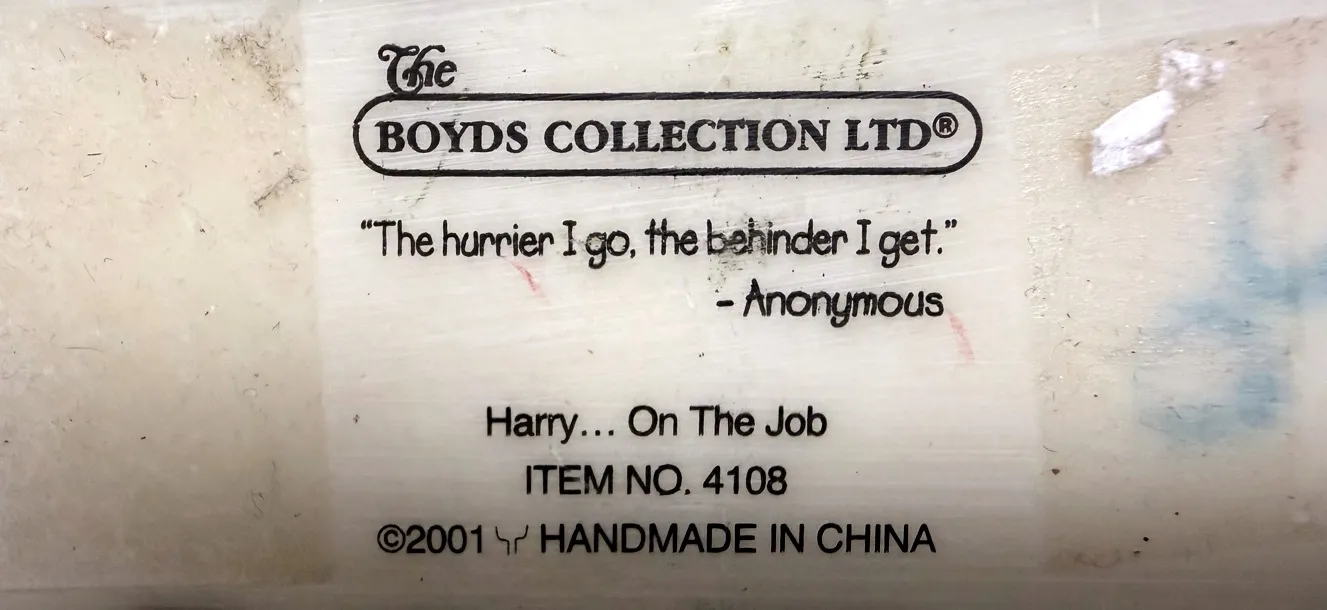 The
BOYDS COLLECTION LTD®
“The hurrier I go, the behinder I get.”
- Anonymous
Harry... On The Job
ITEM NO. 4108
©2001 HANDMADE IN CHINA